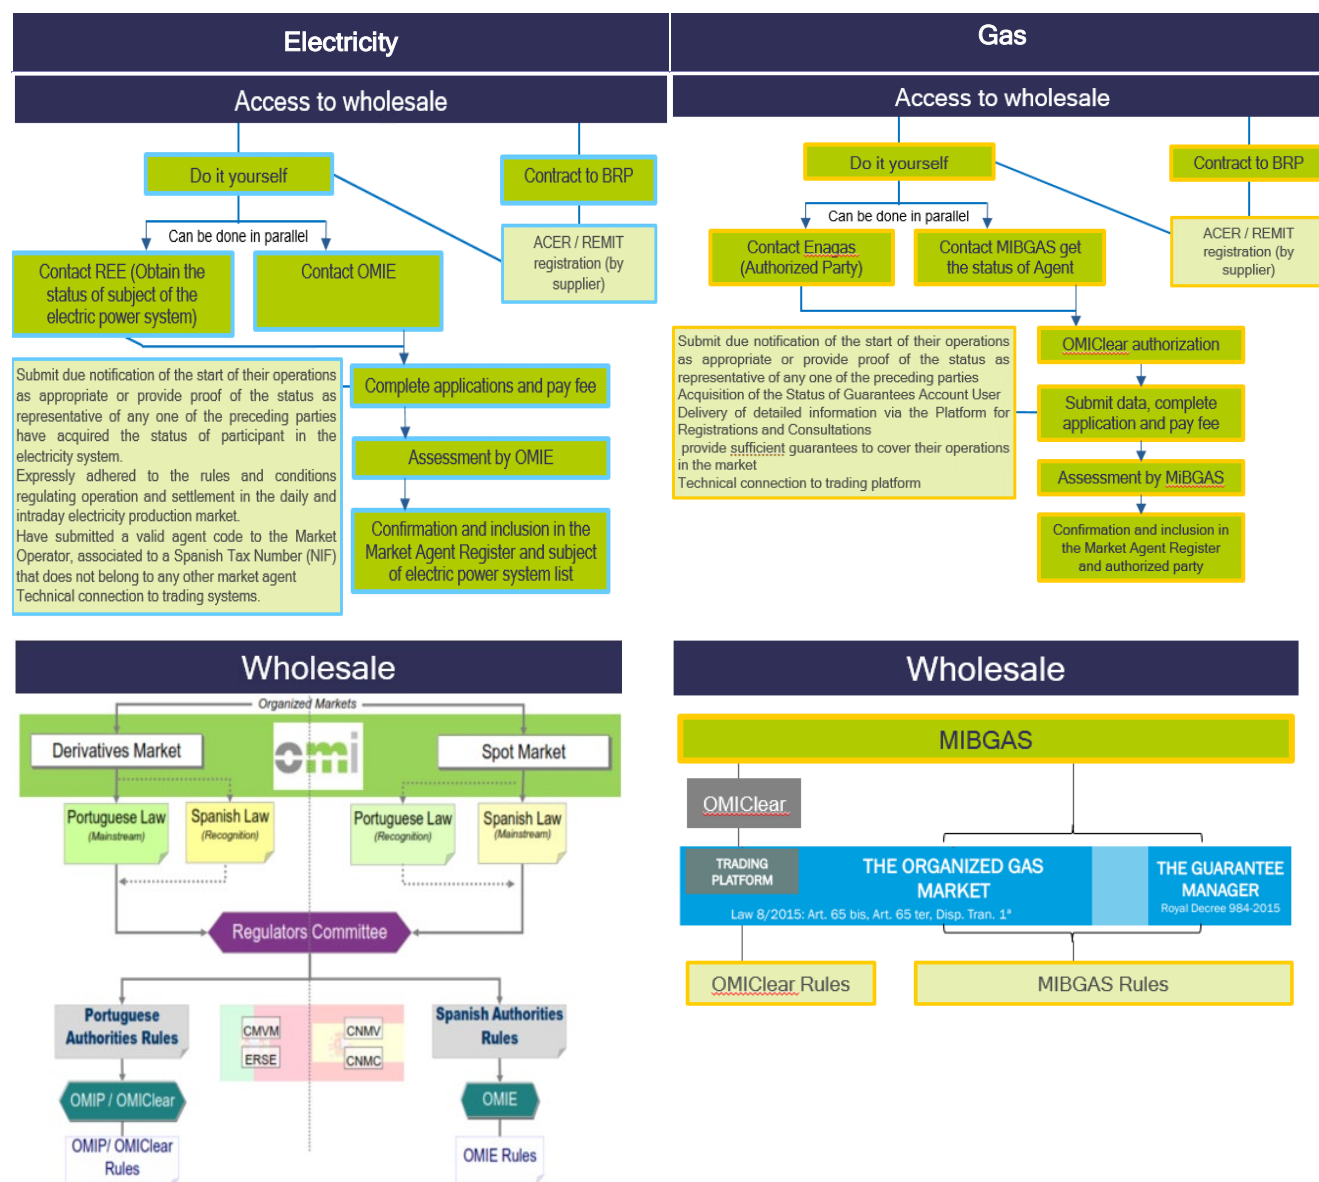 Electricity
Access to wholesale
Do it yourself
Contract to BRP
Can be done in parallel
ACER / REMIT
registration (by
supplier)
Contact REE (Obtain the
status of subject of the
electric power system)
Contact OMIE
Submit due notification of the start of their operations
as appropriate or provide proof of the status as
representative of any one of the preceding parties
have acquired the status of participant in the
electricity system.
Expressly adhered to the rules and conditions
regulating operation and settlement in the daily and
intraday electricity production market.
Have submitted a valid agent code to the Market
Operator, associated to a Spanish Tax Number (NIF)
that does not belong to any other market agent
Technical connection to trading systems.
Complete applications and pay fee
Assessment by OMIE
Confirmation and inclusion in the
Market Agent Register and subject
of electric power system list
Gas
Access to wholesale
Do it yourself
Contract to BRP
Can be done in parallel
ACER / REMIT
registration (by
supplier)
Contact Enagas
(Authorized Party)
Contact MIBGAS get
the status of Agent
Submit due notification of the start of their operations
as appropriate or provide proof of the status as
representative of any one of the preceding parties
Acquisition of the Status of Guarantees Account User
Delivery of detailed information via the Platform for
Registrations and Consultations
provide sufficient guarantees to cover their operations
in the market
Technical connection to trading platform
OMIClear authorization
Submit data, complete
application and pay fee
Assessment by MiBGAS
Confirmation and inclusion in
the Market Agent Register
and authorized party
Wholesale
Organized Markets
Derivatives Market
omi
Spot Market
Portuguese Law
(Mainstream)
Spanish Law
(Recognition)
Portuguese Law
(Recognition)
Spanish Law
(Mainstream)
Regulators Committee
Portuguese
Authorities Rules
CMVM
ERSE
CNMV
CNMC
Spanish Authorities
Rules
OMIP / OMIClear
OMIE
OMIP/ OMIClear
Rules
OMIE Rules
Wholesale
MIBGAS
OMIClear
TRADING
PLATFORM
THE ORGANIZED GAS
MARKET
Law 8/2015: Art. 65 bis, Art. 65 ter, Disp. Tran. 1ª
THE GUARANTEE
MANAGER
Royal Decree 984-2015
OMIClear Rules
MIBGAS Rules